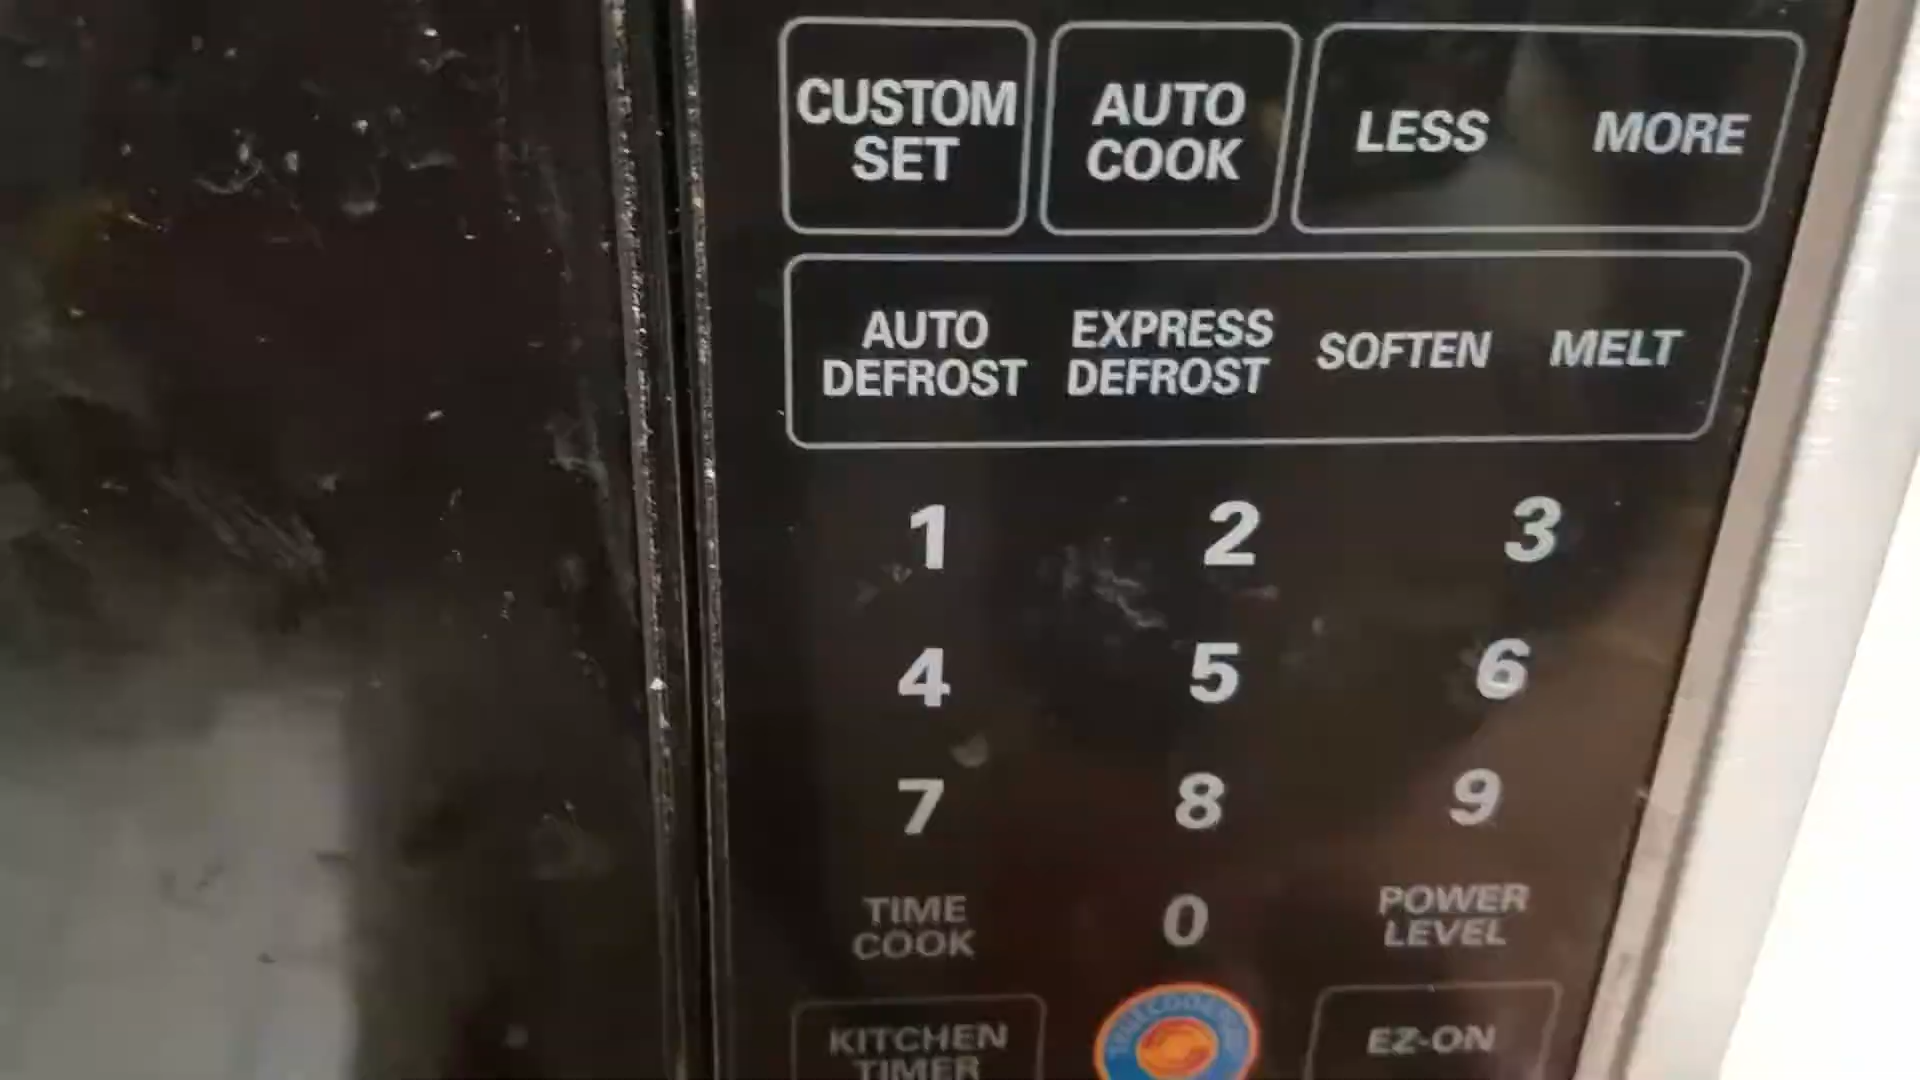 CUSTOM
SET
AUTO
COOK
LESS MORE
AUTO
DEFROST
EXPRESS
DEFROST
SOFTEN MELT
1 2 3
4 5 6
7 8 9
TIME
COOK
0
POWER
LEVEL
KITCHEN
TIMER
EZ-ON